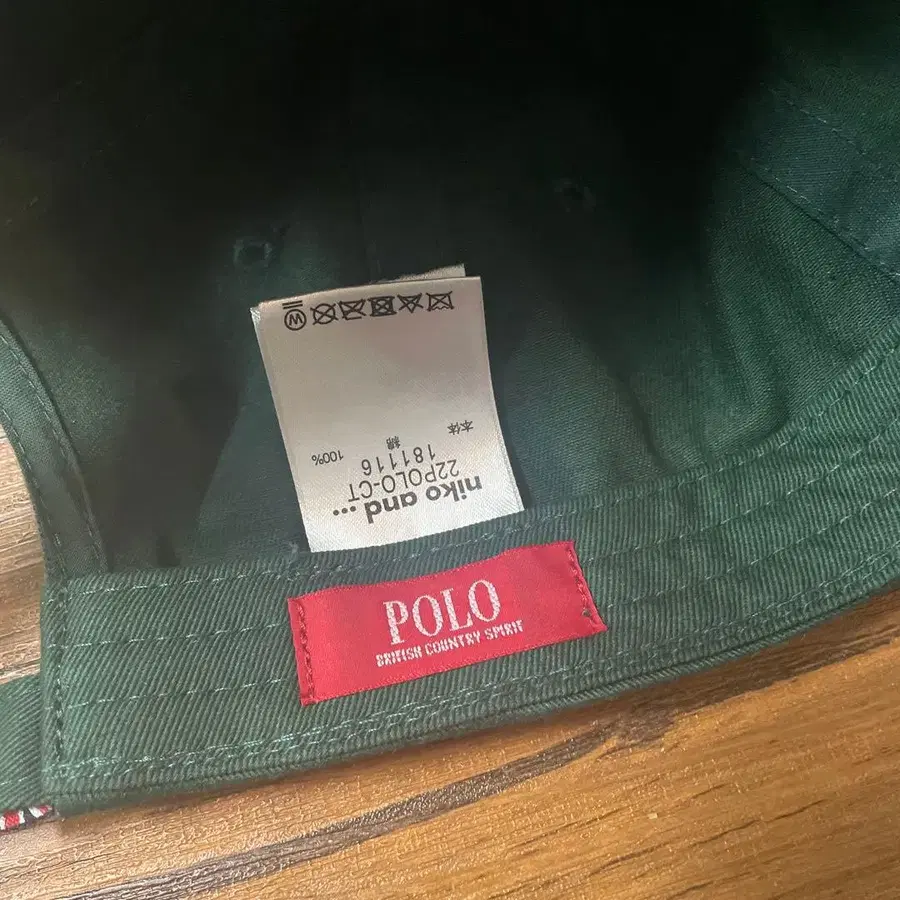 niko and ...
22POLO-CT
181116
本体 綿 100%
W
POLO
BRITISH COUNTRY SPIRIT